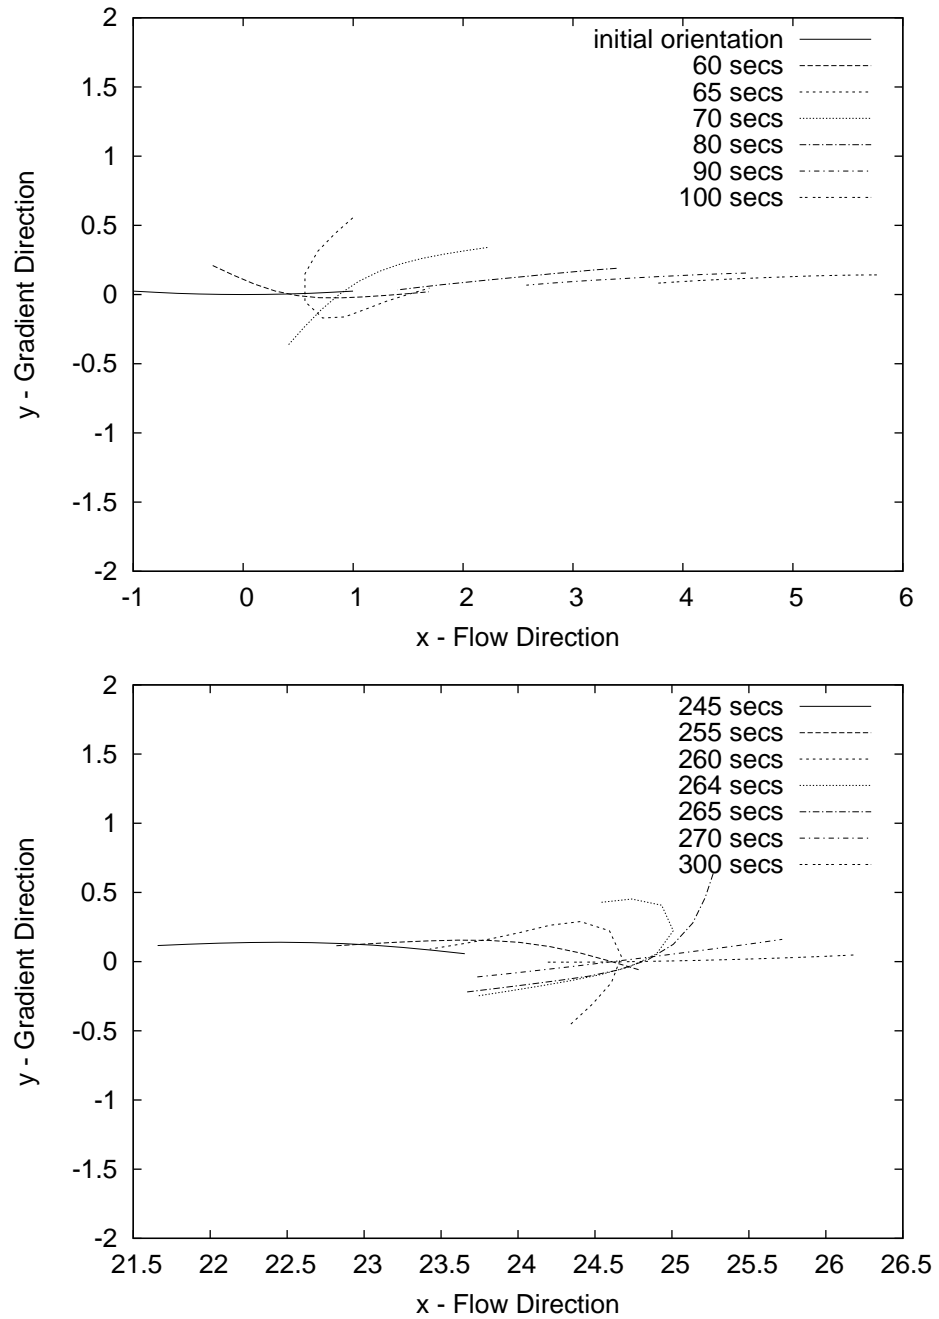 2
1.5
1
0.5
0
-0.5
-1
-1.5
-2
y - Gradient Direction
initial orientation
60 secs
65 secs
70 secs
80 secs
90 secs
100 secs
-1 0 1 2 3 4 5 6
x - Flow Direction
2
1.5
1
0.5
0
-0.5
-1
-1.5
-2
y - Gradient Direction
245 secs
255 secs
260 secs
264 secs
265 secs
270 secs
300 secs
21.5 22 22.5 23 23.5 24 24.5 25 25.5 26 26.5
x - Flow Direction